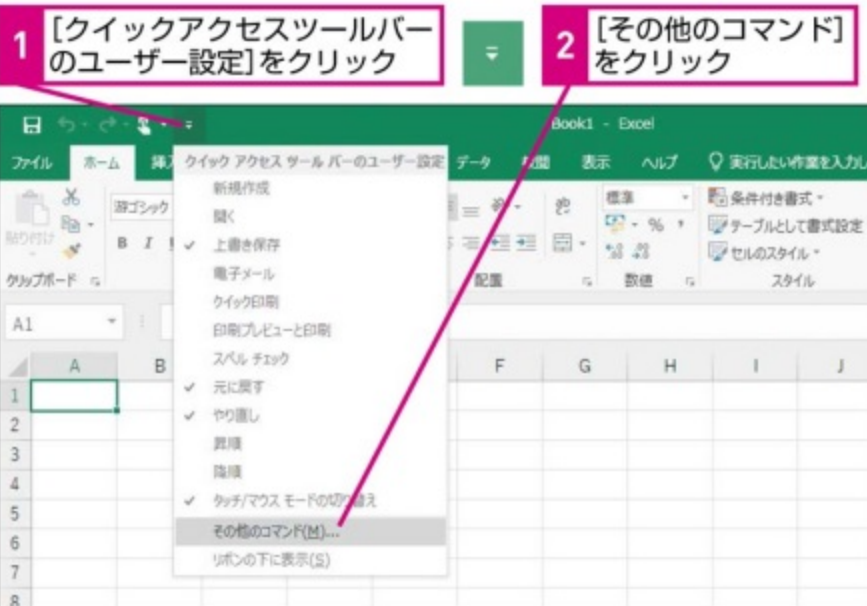 1
[クイックアクセスツールバー
のユーザー設定]をクリック
2
[その他のコマンド]
をクリック
Book1 - Excel
ファイル ホーム データ 表示 ヘルプ 実行したい作業を入力し
クイック アクセス ツール バーのユーザー設定
新規作成
開く
上書き保存
電子メール
クイック印刷
印刷プレビューと印刷
スペル チェック
元に戻す
やり直し
昇順
降順
タッチ/マウス モードの切り替え
その他のコマンド(M)...
リボンの下に表示(S)
貼り付け
游ゴシック
B I
標準
% ,
条件付き書式
テーブルとして書式設定
セルのスタイル
クリップボード 配置 数値 スタイル
A1
A B F G H I J
1
2
3
4
5
6
7
8